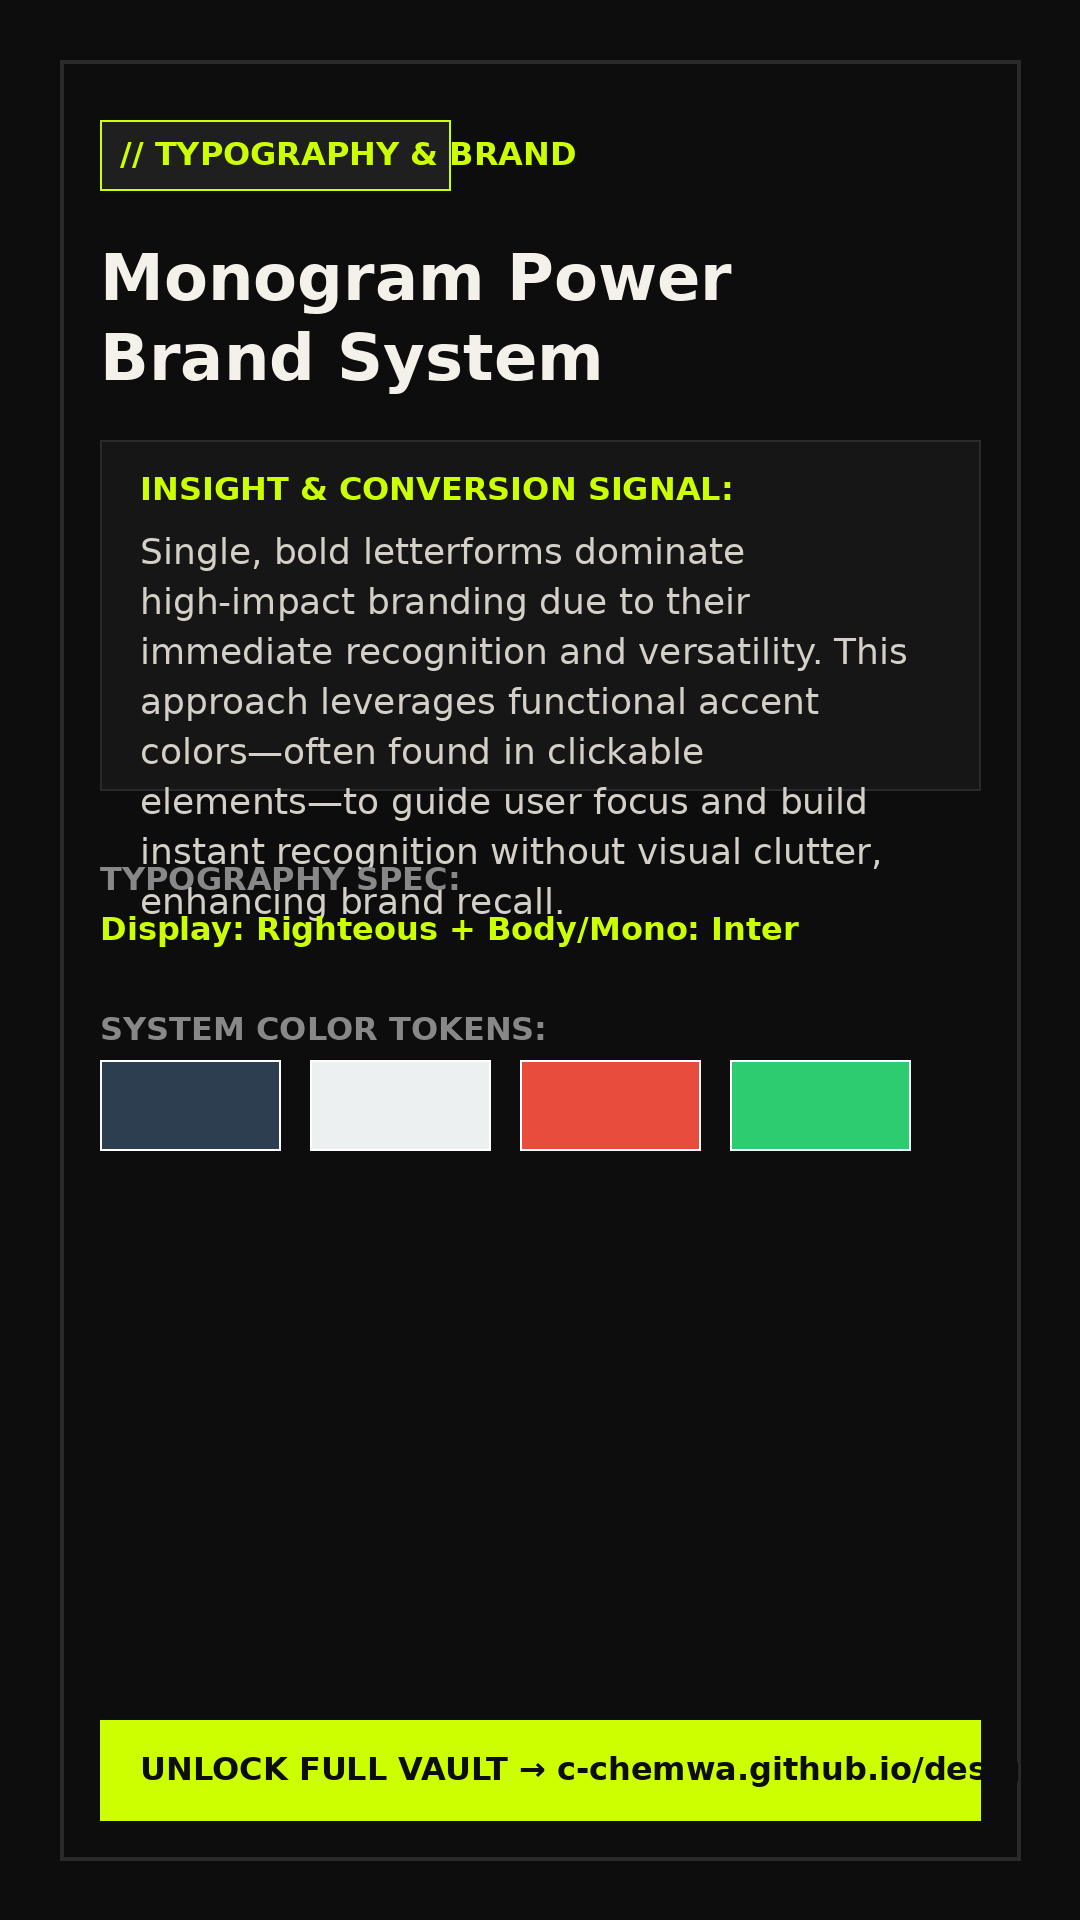 // TYPOGRAPHY & BRAND
Monogram Power
Brand System
INSIGHT & CONVERSION SIGNAL:
Single, bold letterforms dominate
high-impact branding due to their
immediate recognition and versatility. This
approach leverages functional accent
colors—often found in clickable
elements—to guide user focus and build
instant recognition without visual clutter,
enhancing brand recall.
TYPOGRAPHY SPEC:
Display: Righteous + Body/Mono: Inter
SYSTEM COLOR TOKENS:
UNLOCK FULL VAULT → c-chemwa.github.io/des